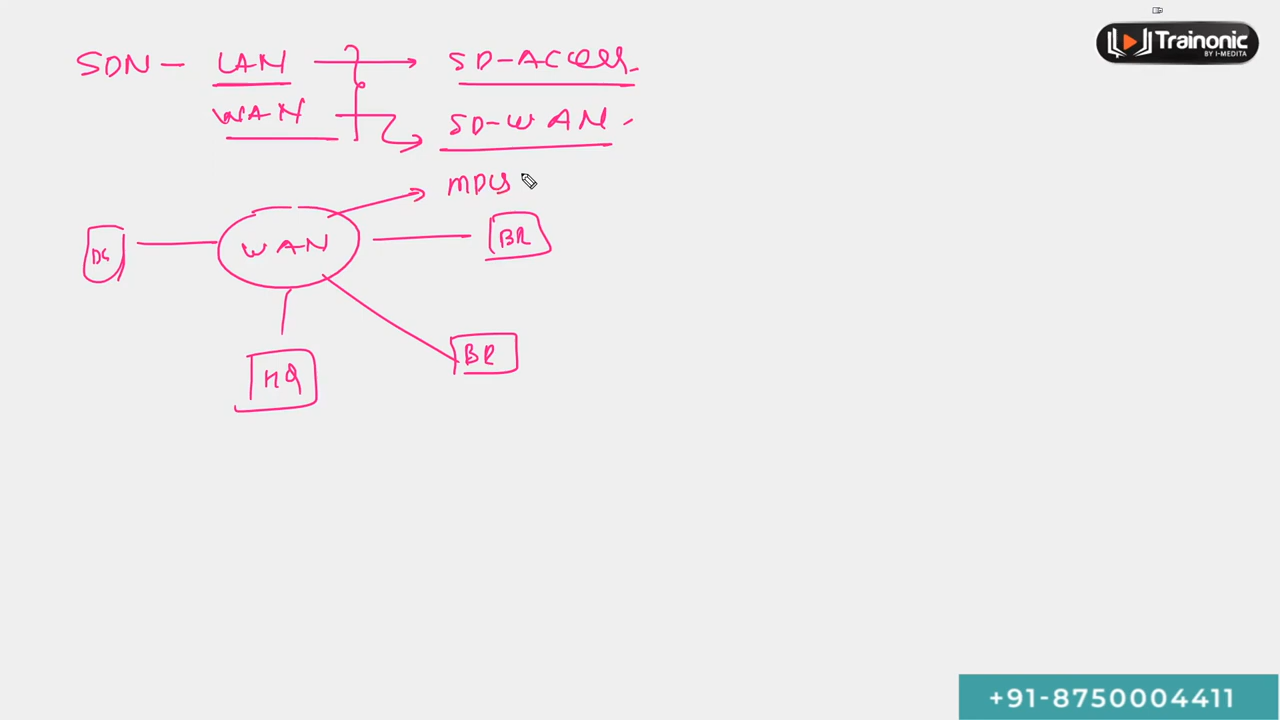 SDN - LAN SD-ACCESS
WAN SD-WAN -
MPLS
DC WAN BR
BR
HQ
Trainonic
BY I-MEDITA
+91-8750004411